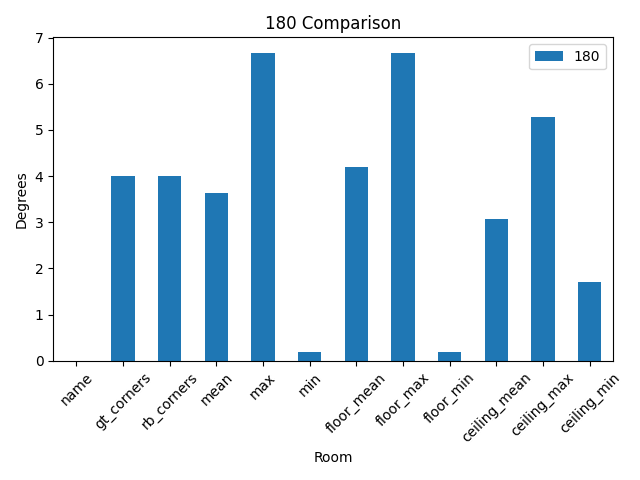 180 Comparison
180
Degrees
7
6
5
4
3
2
1
0
name
gt_corners
rb_corners
mean
max
min
floor_mean
floor_max
floor_min
ceiling_mean
ceiling_max
ceiling_min
Room